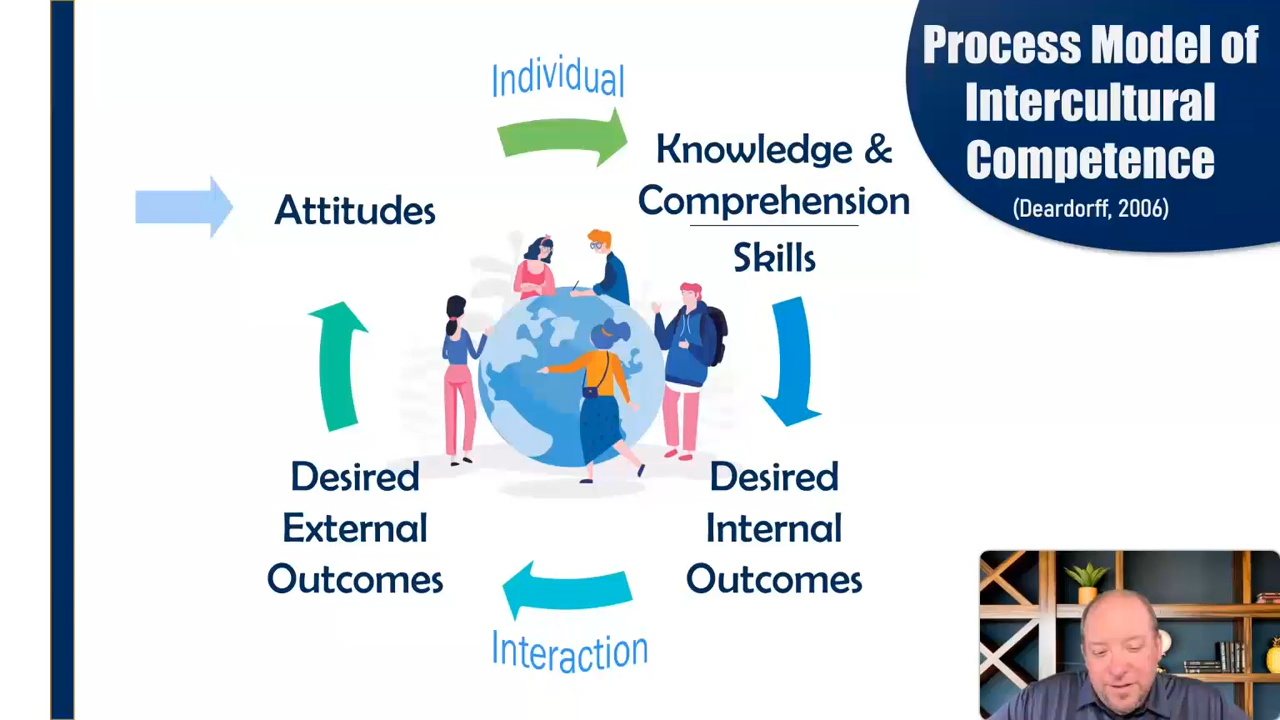 Process Model of
Intercultural
Competence
(Deardorff, 2006)
Individual
Attitudes
Knowledge &
Comprehension
Skills
Desired
External
Outcomes
Desired
Internal
Outcomes
Interaction